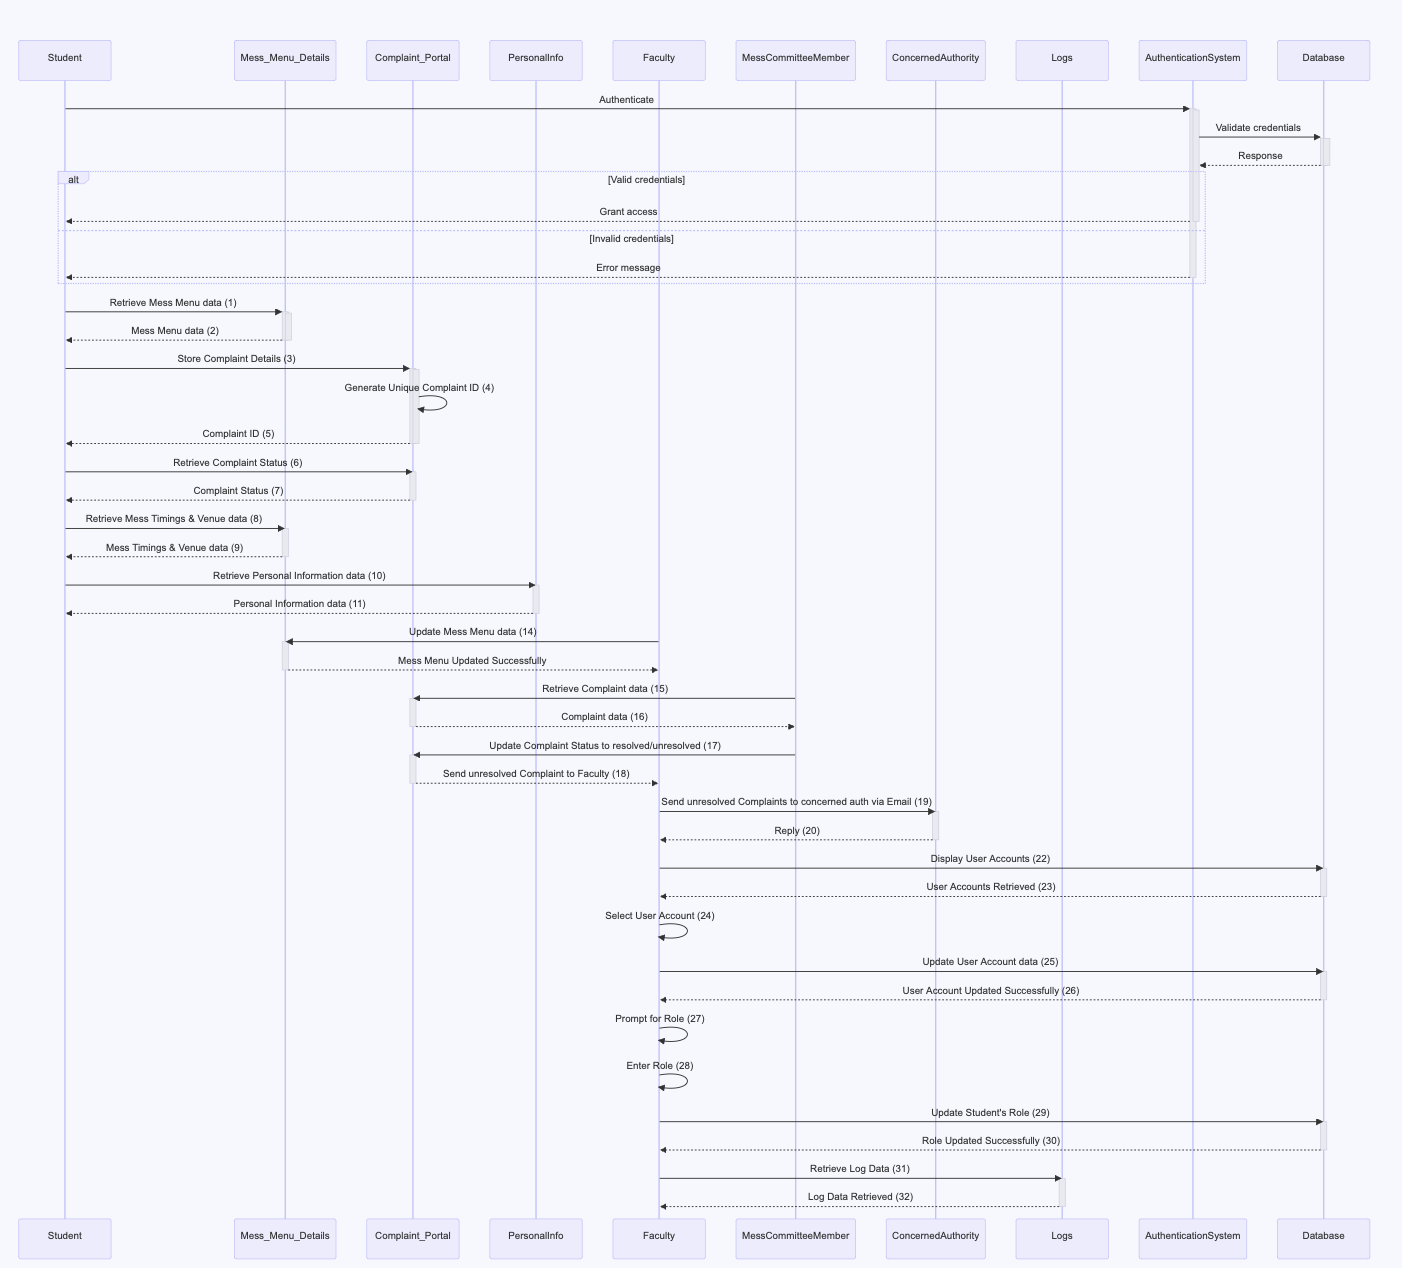 Student
Mess_Menu_Details
Complaint_Portal
PersonalInfo
Faculty
MessCommitteeMember
ConcernedAuthority
Logs
AuthenticationSystem
Database
Authenticate
Validate credentials
Response
alt
[Valid credentials]
Grant access
[Invalid credentials]
Error message
Retrieve Mess Menu data (1)
Mess Menu data (2)
Store Complaint Details (3)
Generate Unique Complaint ID (4)
Complaint ID (5)
Retrieve Complaint Status (6)
Complaint Status (7)
Retrieve Mess Timings & Venue data (8)
Mess Timings & Venue data (9)
Retrieve Personal Information data (10)
Personal Information data (11)
Update Mess Menu data (14)
Mess Menu Updated Successfully
Retrieve Complaint data (15)
Complaint data (16)
Update Complaint Status to resolved/unresolved (17)
Send unresolved Complaint to Faculty (18)
Send unresolved Complaints to concerned auth via Email (19)
Reply (20)
Display User Accounts (22)
User Accounts Retrieved (23)
Select User Account (24)
Update User Account data (25)
User Account Updated Successfully (26)
Prompt for Role (27)
Enter Role (28)
Update Student's Role (29)
Role Updated Successfully (30)
Retrieve Log Data (31)
Log Data Retrieved (32)
Student
Mess_Menu_Details
Complaint_Portal
PersonalInfo
Faculty
MessCommitteeMember
ConcernedAuthority
Logs
AuthenticationSystem
Database